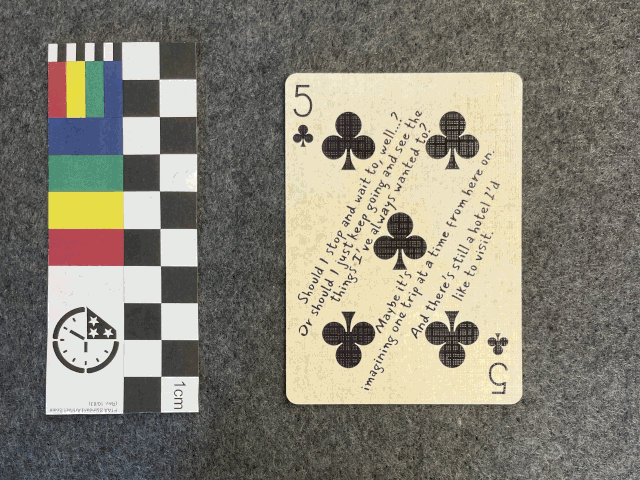 5
Should I stop and wait to, well...?
Or should I just keep going and see the
things I've always wanted to?
Maybe it's
imagining one trip at a time from here on.
And there's still a hotel I'd
like to visit.
5
1cm